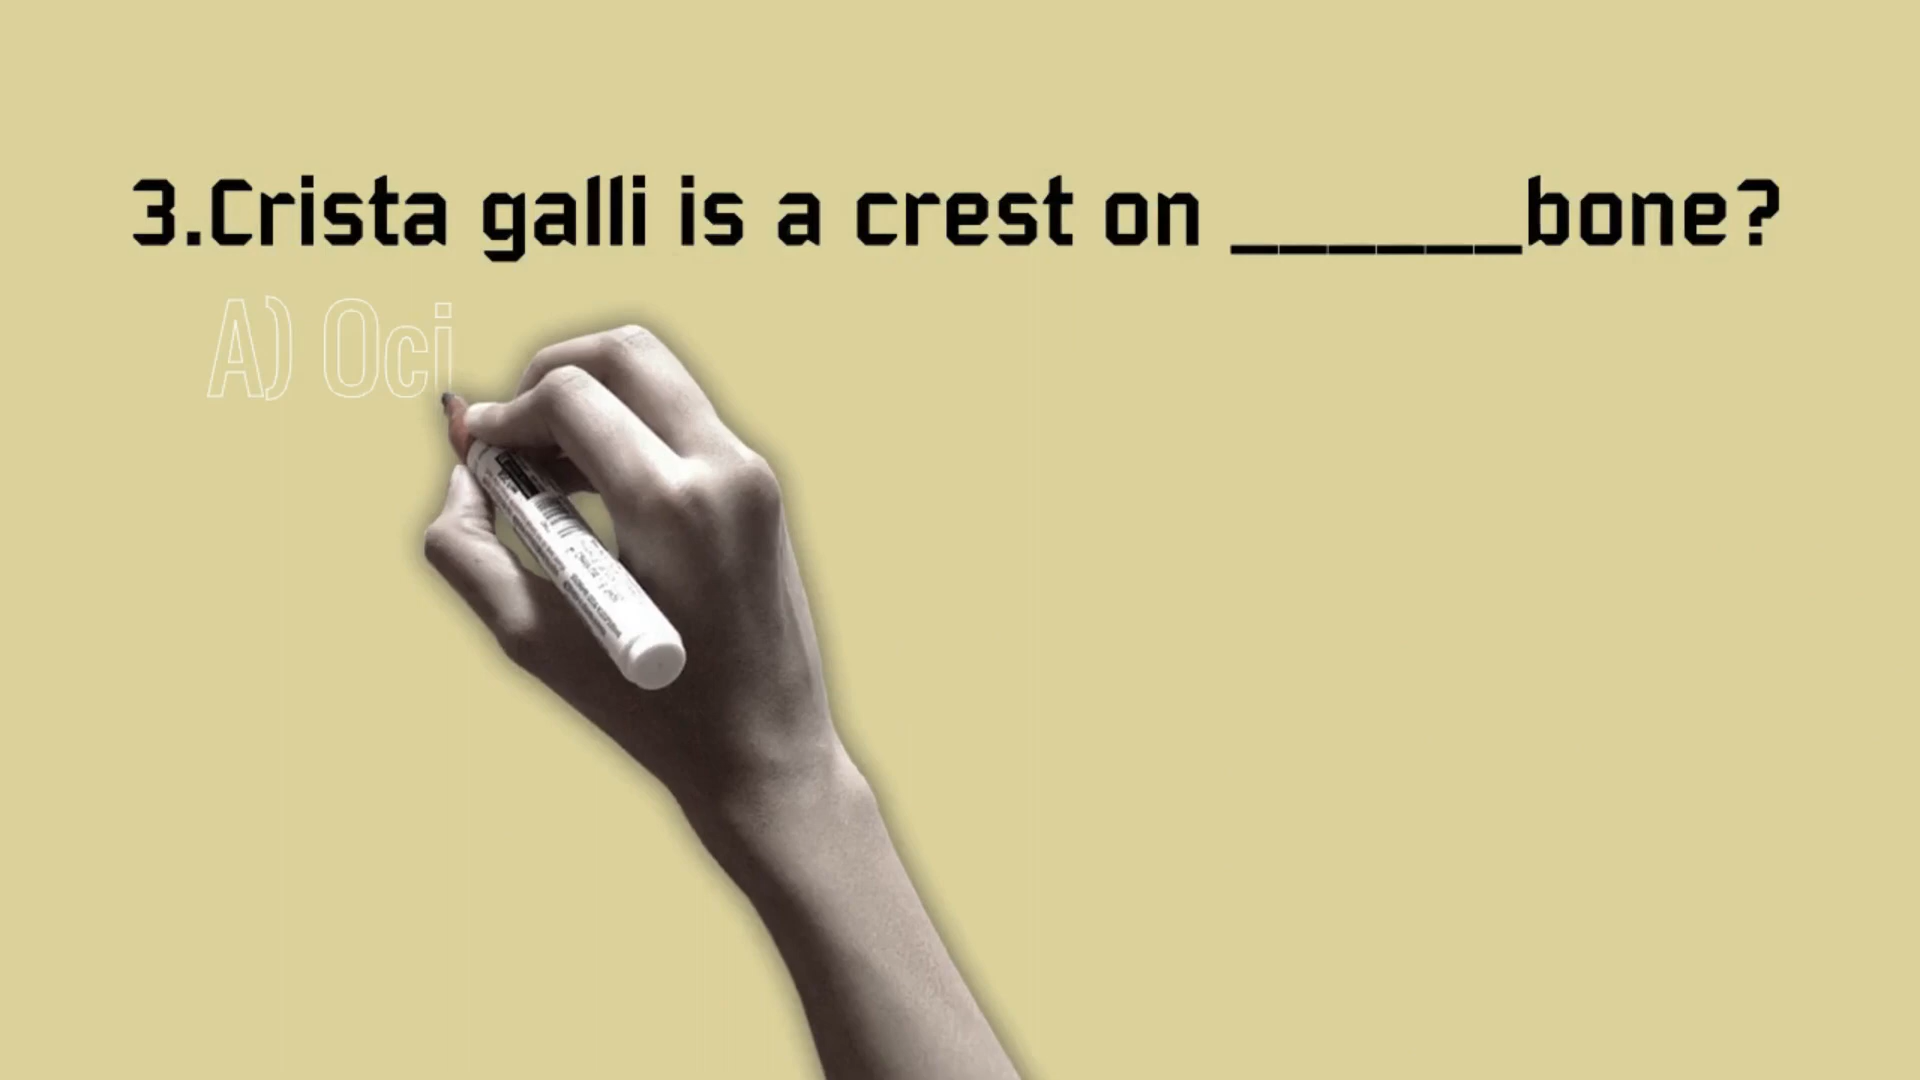 3.Crista galli is a crest on ______bone?
A) Oci